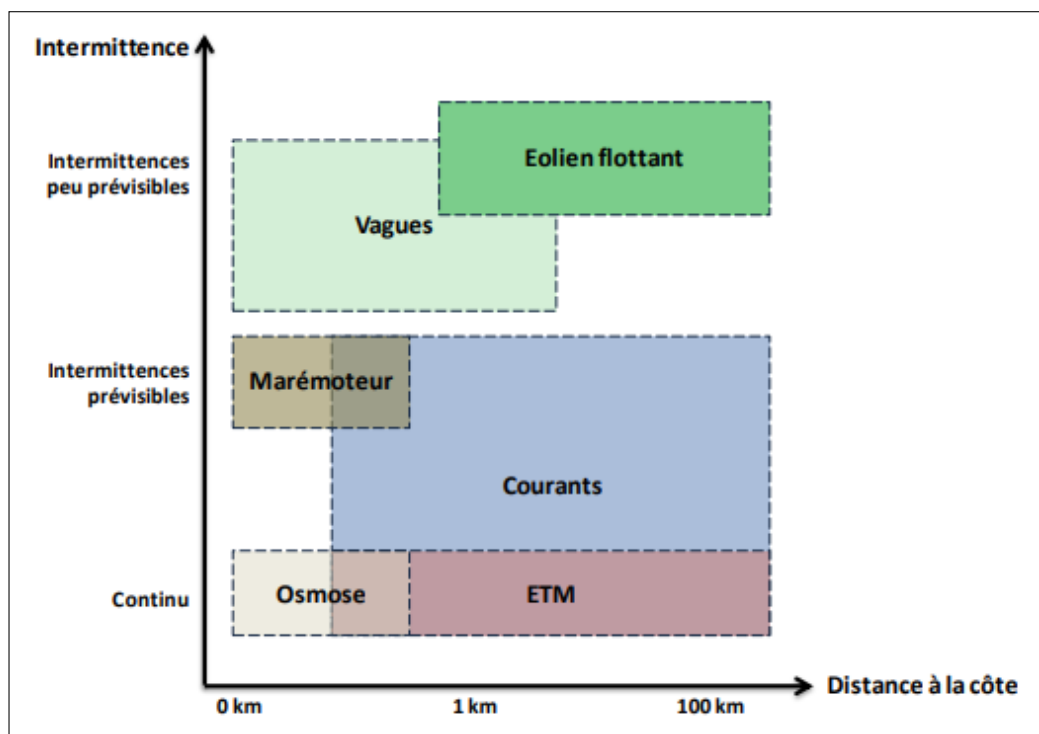 Intermittence
Intermittences
peu prévisibles
Eolien flottant
Vagues
Intermittences
prévisibles
Marémoteur
Courants
Continu
Osmose
ETM
Distance à la côte
0 km
1 km
100 km